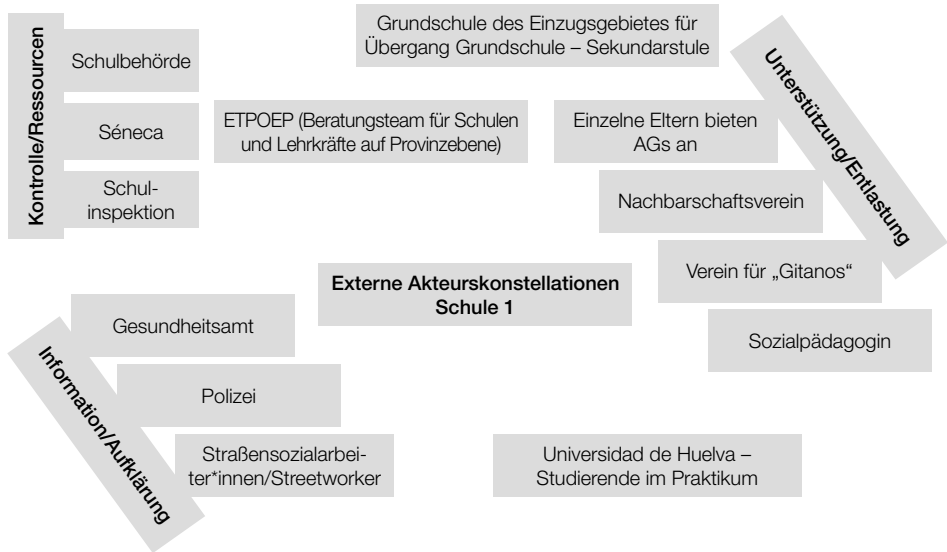 Kontrolle/Ressourcen
Schulbehörde
Séneca
Schul-
inspektion
Grundschule des Einzugsgebietes für
Übergang Grundschule – Sekundarstule
ETPOEP (Beratungsteam für Schulen
und Lehrkräfte auf Provinzebene)
Einzelne Eltern bieten
AGs an
Unterstützung/Entlastung
Nachbarschaftsverein
Verein für „Gitanos“
Sozialpädagogin
Externe Akteurskonstellationen
Schule 1
Information/Aufklärung
Gesundheitsamt
Polizei
Straßensozialarbei-
ter*innen/Streetworker
Universidad de Huelva –
Studierende im Praktikum